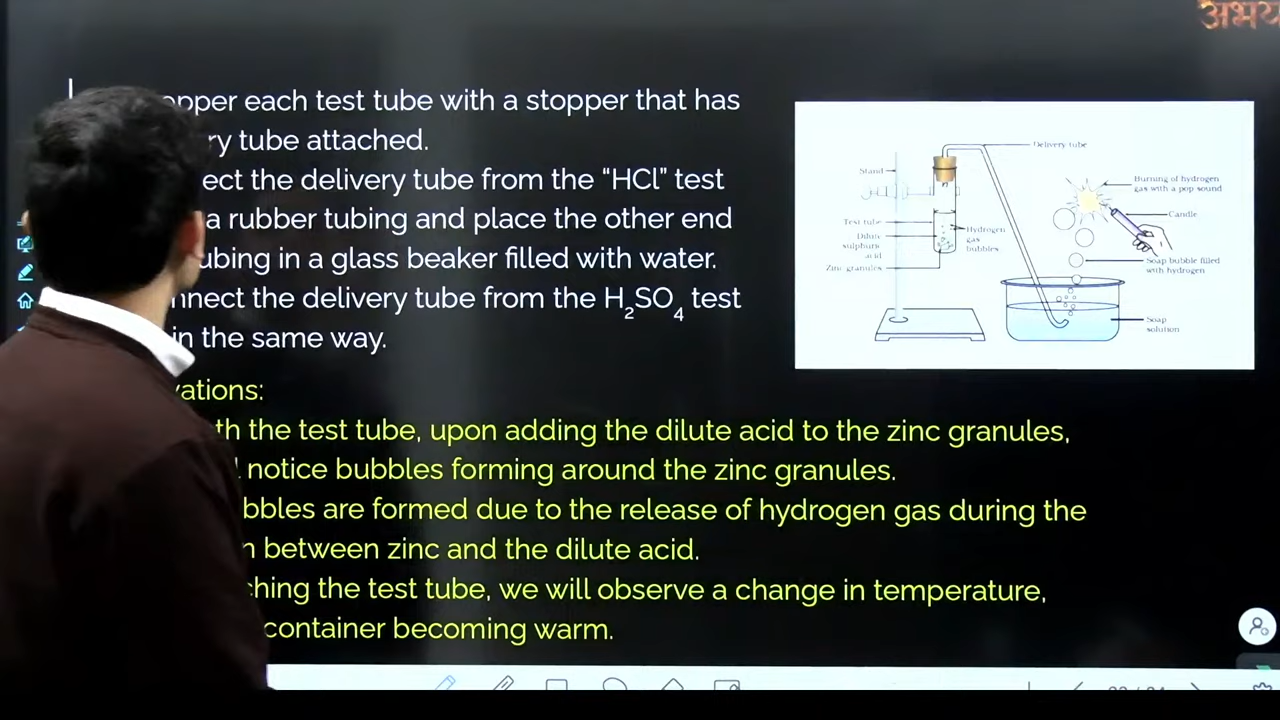 अभय
opper each test tube with a stopper that has
ry tube attached.
ect the delivery tube from the “HCl” test
a rubber tubing and place the other end
ubing in a glass beaker filled with water.
nnect the delivery tube from the H₂SO₄ test
in the same way.
vations:
th the test tube, upon adding the dilute acid to the zinc granules,
notice bubbles forming around the zinc granules.
bbles are formed due to the release of hydrogen gas during the
n between zinc and the dilute acid.
ching the test tube, we will observe a change in temperature,
container becoming warm.
Delivery tube
Stand
Burning of hydrogen
gas with a pop sound
Candle
Test tube
Hydrogen
gas
bubbles
Dilute
sulphuric
acid
Zinc granules
Soap bubble filled
with hydrogen
Soap
solution